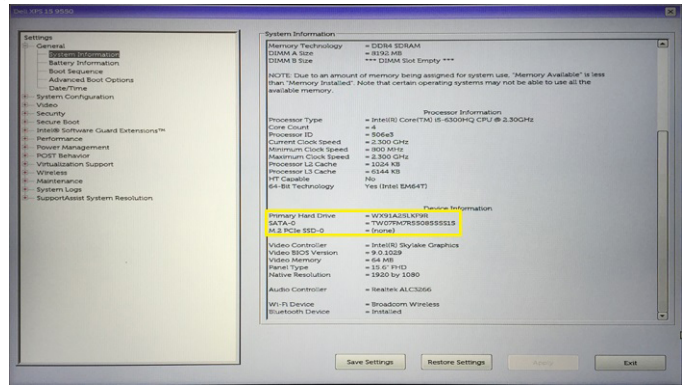 Dell XPS 15 9550
Settings
General
System Information
Battery Information
Boot Sequence
Advanced Boot Options
Date/Time
System Configuration
Video
Security
Secure Boot
Intel® Software Guard Extensions™
Performance
Power Management
POST Behavior
Virtualization Support
Wireless
Maintenance
System Logs
SupportAssist System Resolution
System Information
Memory Technology = DDR4 SDRAM
DIMM A Size = 8192 MB
DIMM B Size *** DIMM Slot Empty ***
NOTE: Due to an amount of memory being assigned for system use, "Memory Available" is less
than "Memory Installed". Note that certain operating systems may not be able to use all the
available memory.
Processor Information
Processor Type = Intel(R) Core(TM) i5-6300HQ CPU @ 2.30GHz
Core Count = 4
Processor ID = 506e3
Current Clock Speed = 2.300 GHz
Minimum Clock Speed = 800 MHz
Maximum Clock Speed = 2.300 GHz
Processor L2 Cache = 1024 KB
Processor L3 Cache = 6144 KB
HT Capable No
64-Bit Technology Yes (Intel EM64T)
Device Information
Primary Hard Drive =
SATA-0 =
M.2 PCIe SSD-0 = (none)
Video Controller = Intel(R) Skylake Graphics
Video BIOS Version = 9.0.1029
Video Memory = 64 MB
Panel Type = 15.6" FHD
Native Resolution = 1920 by 1080
Audio Controller = Realtek ALC3266
Wi-Fi Device = Broadcom Wireless
Bluetooth Device = Installed
Save Settings Restore Settings Apply Exit